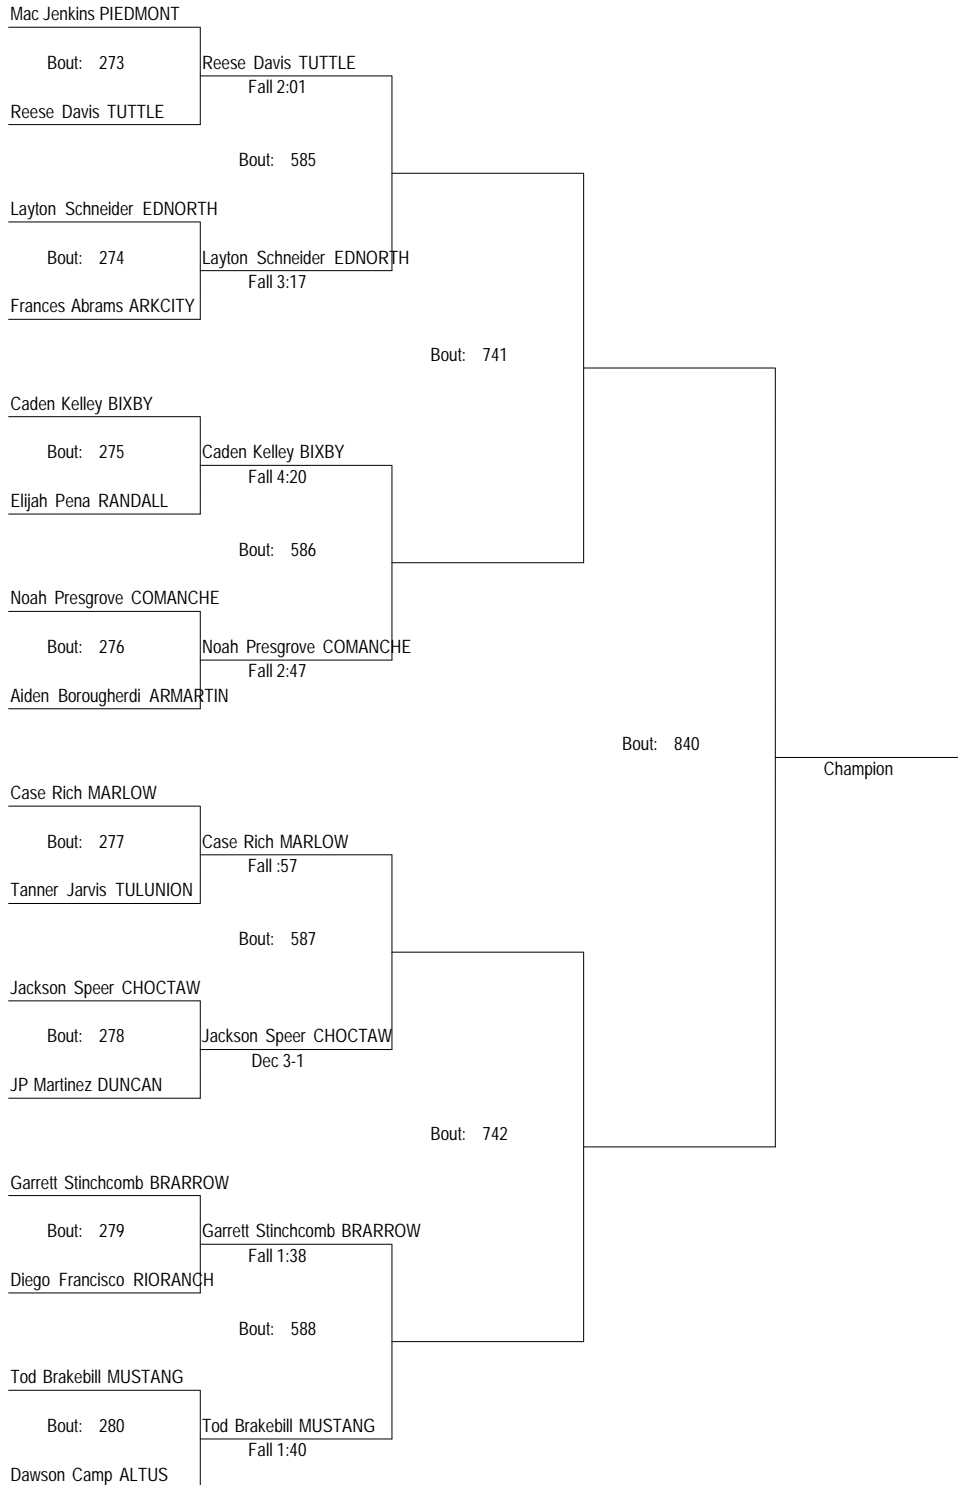 Mac Jenkins PIEDMONT
Bout: 273
Reese Davis TUTTLE
Fall 2:01
Reese Davis TUTTLE
Bout: 585
Layton Schneider EDNORTH
Bout: 274
Layton Schneider EDNORTH
Fall 3:17
Frances Abrams ARKCITY
Bout: 741
Caden Kelley BIXBY
Bout: 275
Caden Kelley BIXBY
Fall 4:20
Elijah Pena RANDALL
Bout: 586
Noah Presgrove COMANCHE
Bout: 276
Noah Presgrove COMANCHE
Fall 2:47
Aiden Borougherdi ARMARTIN
Bout: 840
Champion
Case Rich MARLOW
Bout: 277
Case Rich MARLOW
Fall :57
Tanner Jarvis TULUNION
Bout: 587
Jackson Speer CHOCTAW
Bout: 278
Jackson Speer CHOCTAW
Dec 3-1
JP Martinez DUNCAN
Bout: 742
Garrett Stinchcomb BRARROW
Bout: 279
Garrett Stinchcomb BRARROW
Fall 1:38
Diego Francisco RIORANCH
Bout: 588
Tod Brakebill MUSTANG
Bout: 280
Tod Brakebill MUSTANG
Fall 1:40
Dawson Camp ALTUS